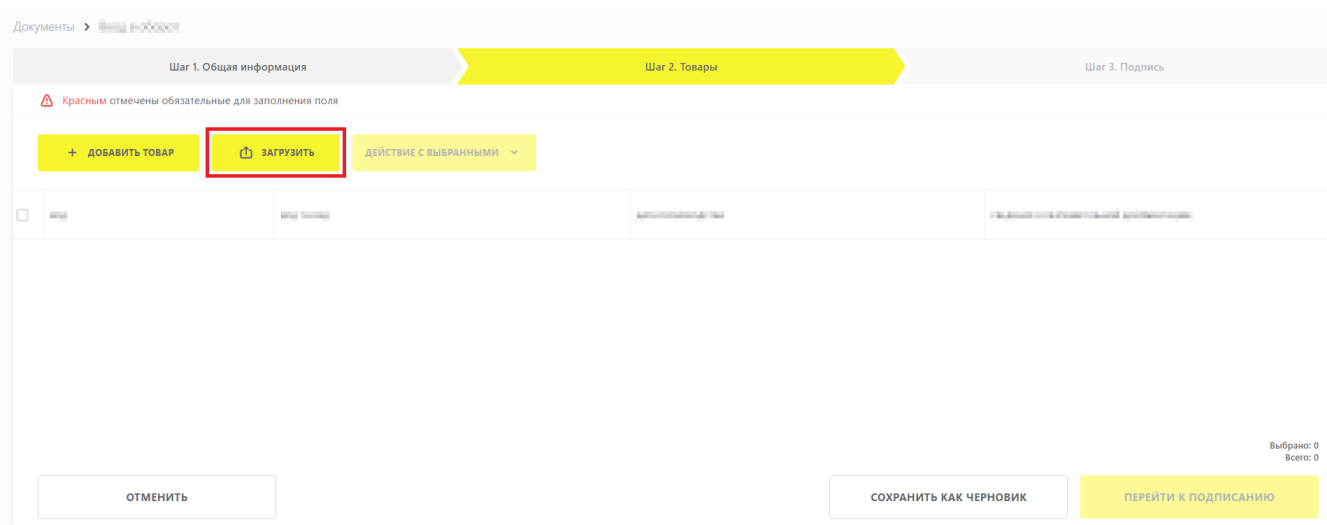 Документы >
Шаг 1. Общая информация
Шаг 2. Товары
Шаг 3. Подпись
Красным отмечены обязательные для заполнения поля
+ ДОБАВИТЬ ТОВАР
ЗАГРУЗИТЬ
ДЕЙСТВИЕ С ВЫБРАННЫМИ
Выбрано: 0
Всего: 0
ОТМЕНИТЬ
СОХРАНИТЬ КАК ЧЕРНОВИК
ПЕРЕЙТИ К ПОДПИСАНИЮ